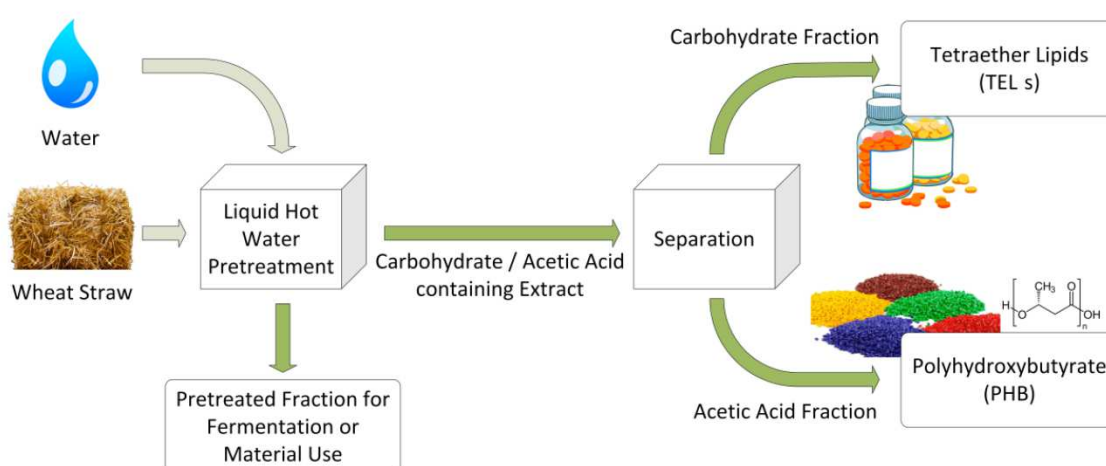 Water
Wheat Straw
Liquid Hot
Water
Pretreatment
Pretreated Fraction for
Fermentation or
Material Use
Carbohydrate / Acetic Acid
containing Extract
Separation
Carbohydrate Fraction
Tetraether Lipids
(TEL s)
Acetic Acid Fraction
CH3
O
H
O
OH
n
Polyhydroxybutyrate
(PHB)